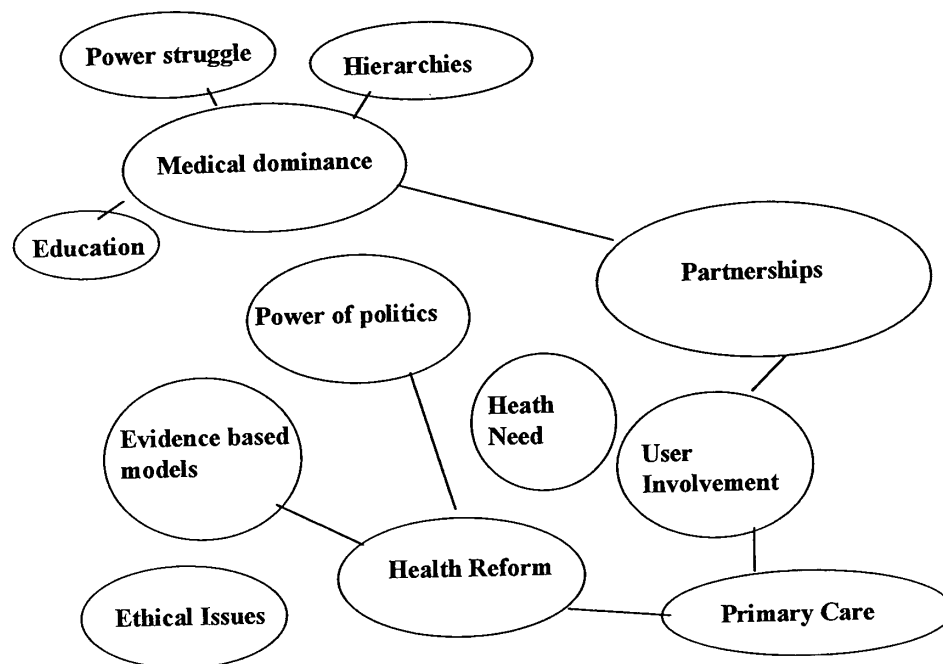 Power struggle
Hierarchies
Medical dominance
Education
Partnerships
Power of politics
Heath
Need
Evidence based
models
User
Involvement
Health Reform
Ethical Issues
Primary Care